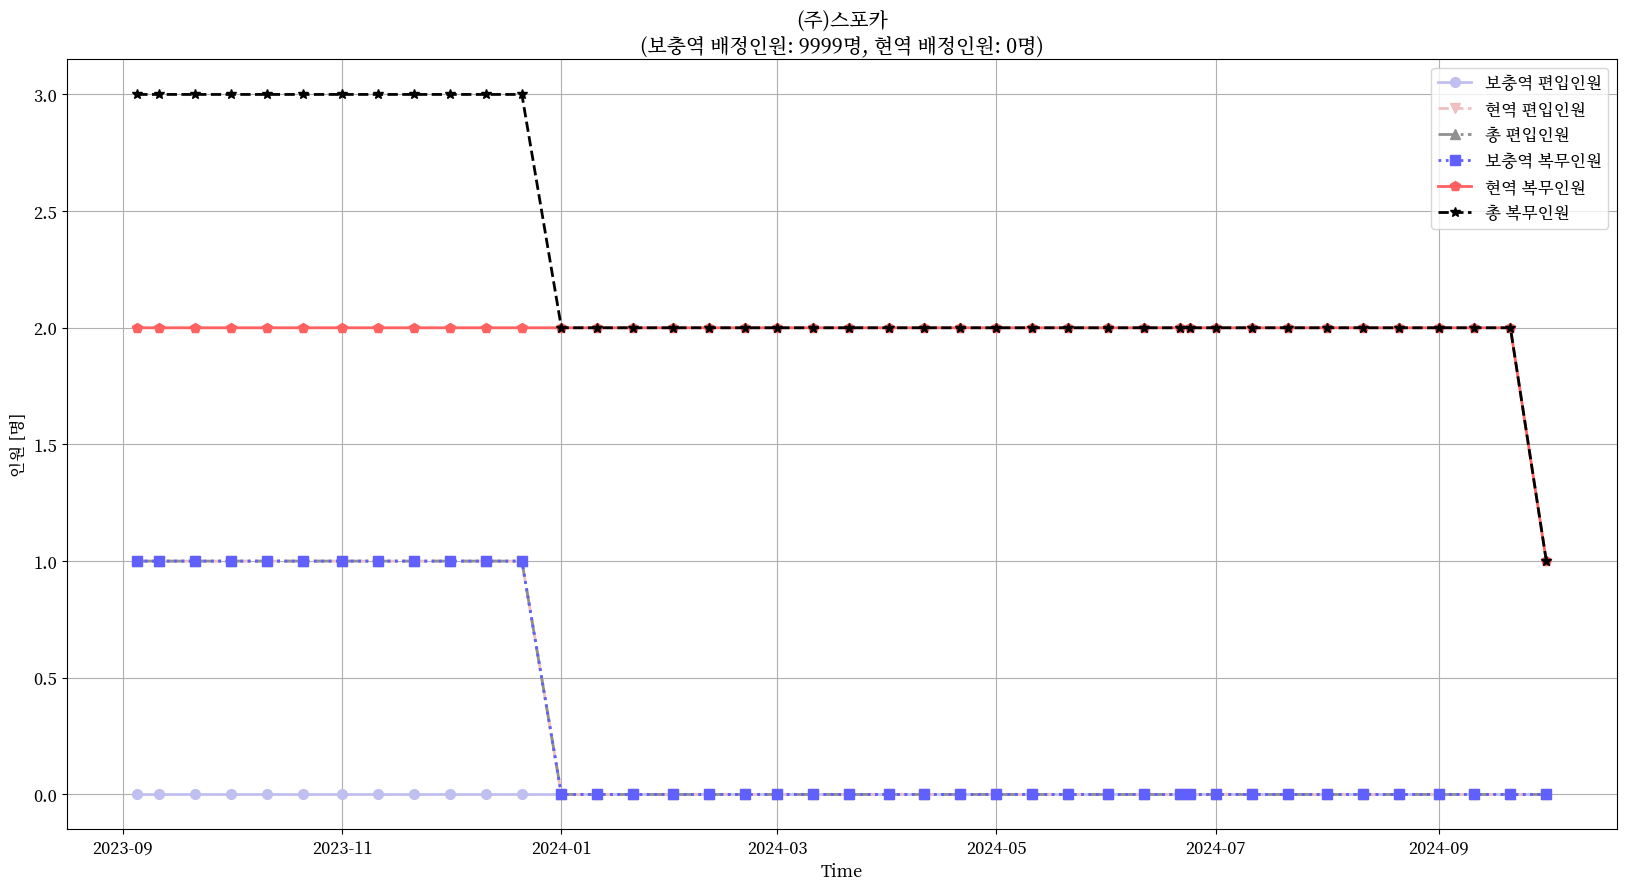 (주)스포카
(보충역 배정인원: 9999명, 현역 배정인원: 0명)
보충역 편입인원
현역 편입인원
총 편입인원
보충역 복무인원
현역 복무인원
총 복무인원
인원 [명]
3.0
2.5
2.0
1.5
1.0
0.5
0.0
2023-09
2023-11
2024-01
2024-03
2024-05
2024-07
2024-09
Time